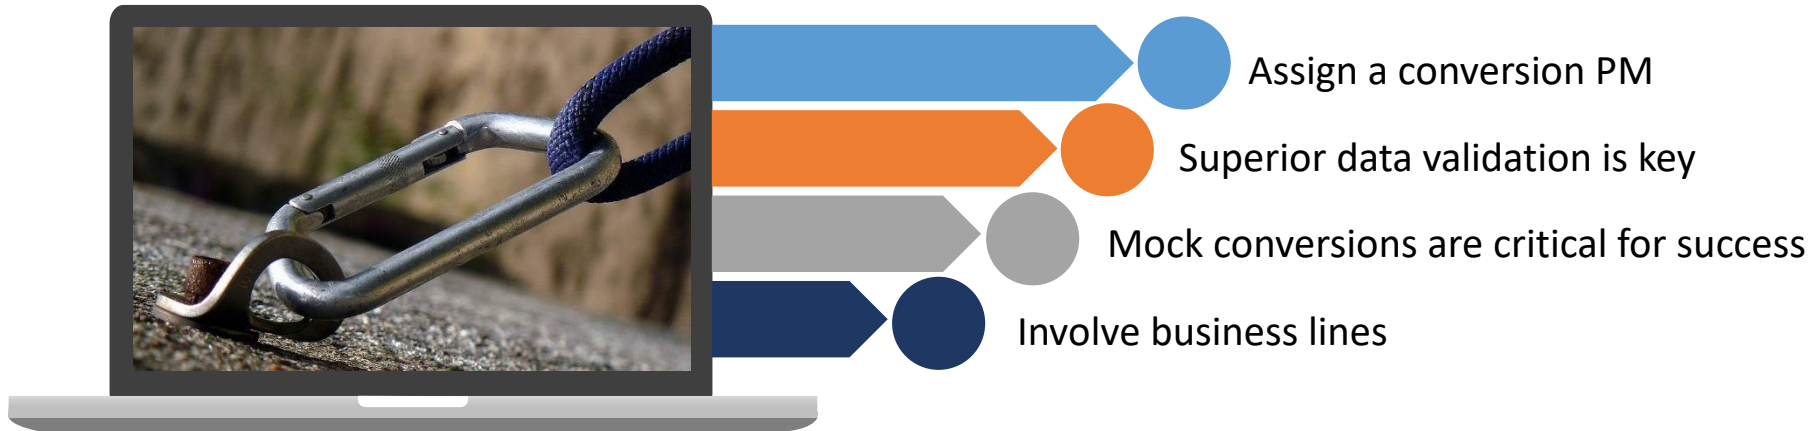 Assign a conversion PM
Superior data validation is key
Mock conversions are critical for success
Involve business lines